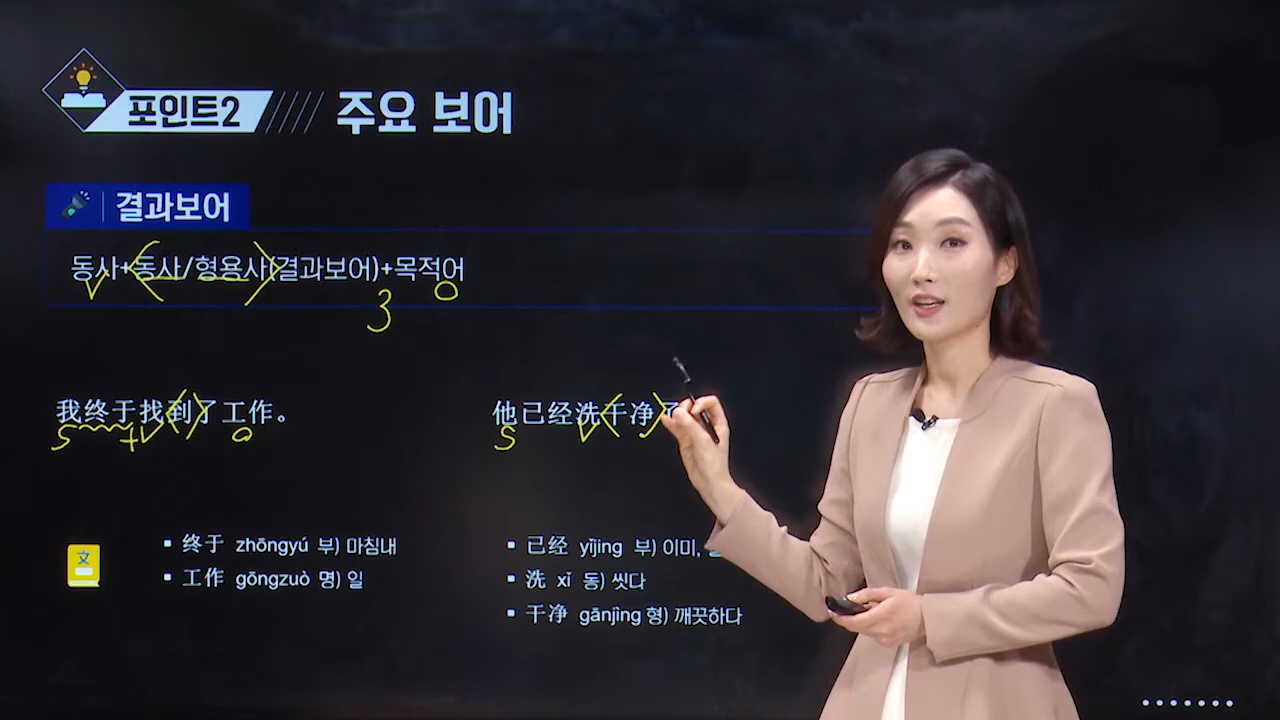 포인트2
주요 보어
결과보어
동사+동사/형용사(결과보어)+목적어
3
我终于找到了工作。
他已经洗干净了
终于 zhōngyú 부) 마침내
工作 gōngzuò 명) 일
已经 yǐjing 부) 이미,
洗 xǐ 동) 씻다
干净 gānjìng 형) 깨끗하다
文